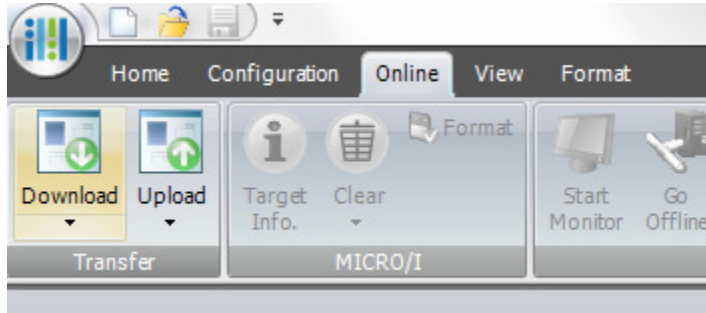 Home Configuration Online View Format
Download Upload Target Info. Clear Format Start Monitor Go Offline
Transfer MICRO/I